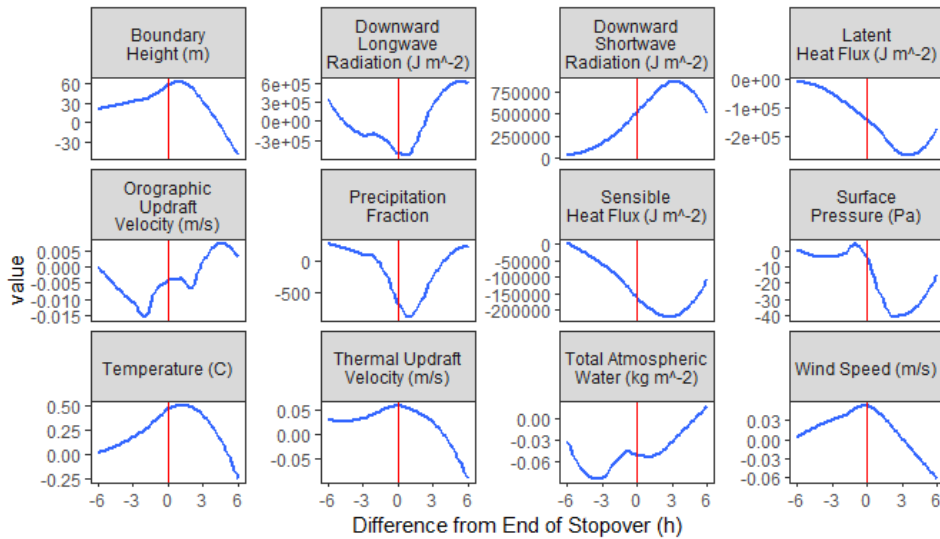 Boundary
Height (m)
Downward
Longwave
Radiation (J m^-2)
Downward
Shortwave
Radiation (J m^-2)
Latent
Heat Flux (J m^-2)
60
30
0
-30
6e+05
3e+05
0e+00
-3e+05
750000
500000
250000
0
0e+00
-1e+05
-2e+05
Orographic
Updraft
Velocity (m/s)
Precipitation
Fraction
Sensible
Heat Flux (J m^-2)
Surface
Pressure (Pa)
0.005
0.000
-0.005
-0.010
-0.015
0
-500
0
-50000
-100000
-150000
-200000
0
-10
-20
-30
-40
Temperature (C)
Thermal Updraft
Velocity (m/s)
Total Atmospheric
Water (kg m^-2)
Wind Speed (m/s)
0.50
0.25
0.00
-0.25
0.05
0.00
-0.05
0.00
-0.03
-0.06
0.03
0.00
-0.03
-0.06
-6 -3 0 3 6
-6 -3 0 3 6
-6 -3 0 3 6
-6 -3 0 3 6
value
Difference from End of Stopover (h)